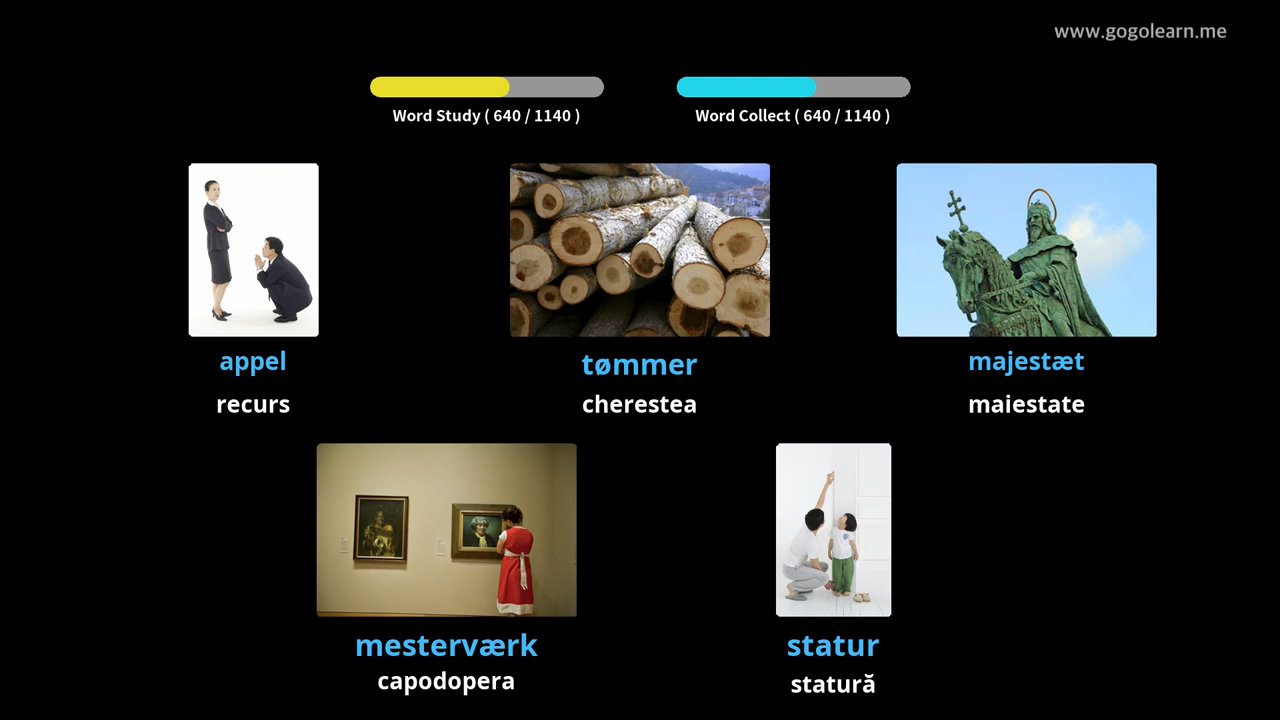 www.gogolearn.me
Word Study ( 640 / 1140 )
Word Collect ( 640 / 1140 )
appel
recurs
tømmer
cherestea
majestæt
maiestate
mesterværk
capodopera
statur
statură